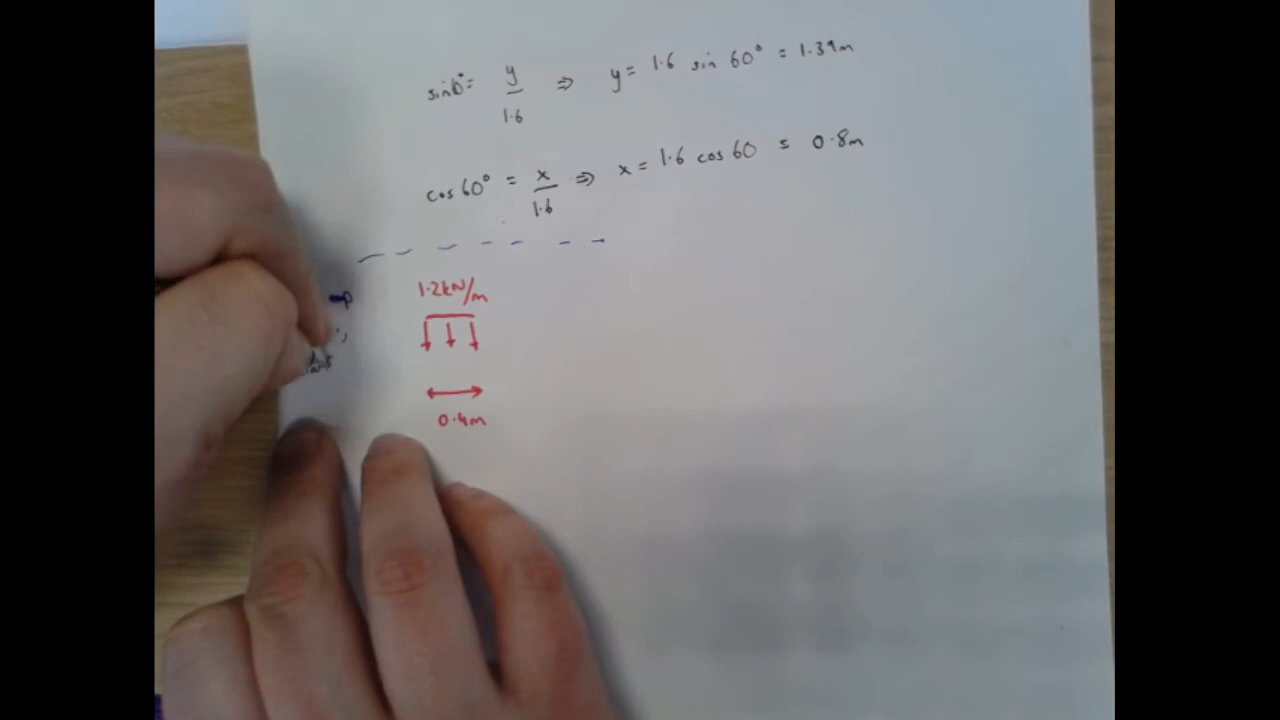 sin60° = y/1.6 ⇒ y = 1.6 sin 60° = 1.39m
cos 60° = x/1.6 ⇒ x = 1.6 cos 60 = 0.8m
1.2kN/m
0.4m